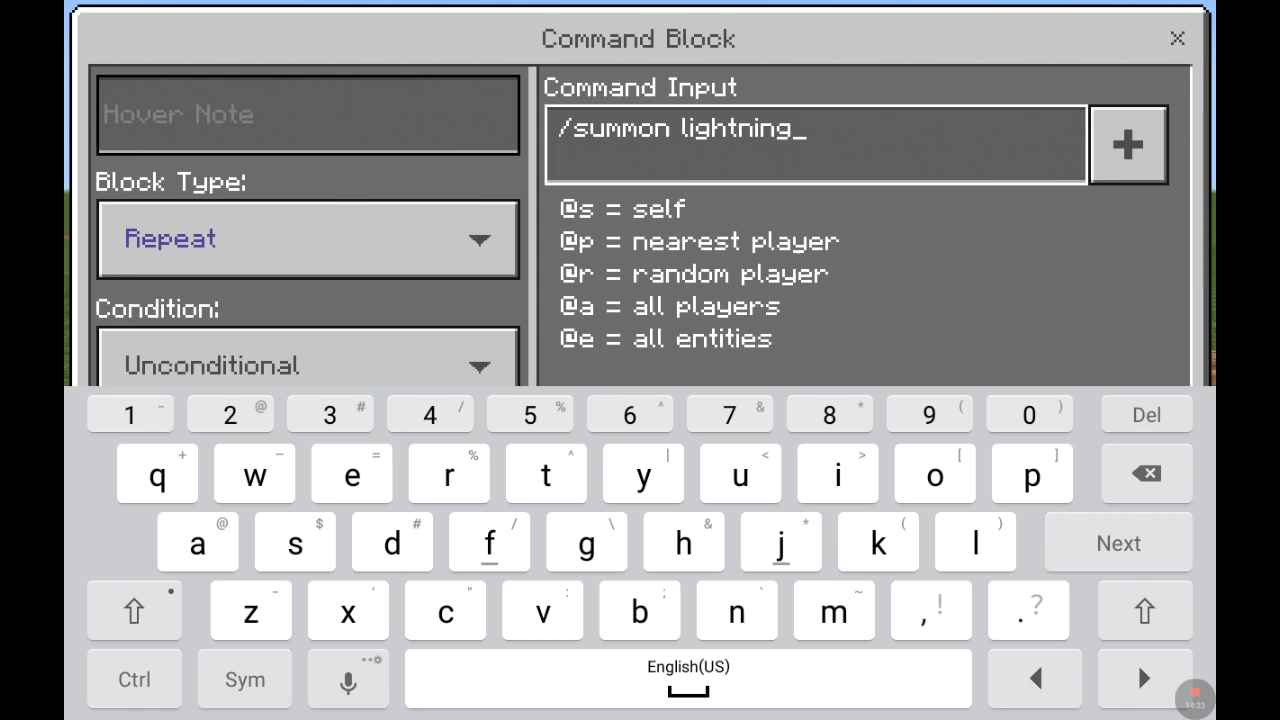 Command Block
Hover Note
Block Type:
Repeat
Condition:
Unconditional
Command Input
/summon lightning_
@s = self
@p = nearest player
@r = random player
@a = all players
@e = all entities
1 - 2 @ 3 # 4 / 5 % 6 ^ 7 & 8 * 9 ( 0 ) Del
q + w − e = r % t ^ y | u < i > o [ p ]
a @ s $ d # f / g \ h & j * k ( l ) Next
z - x ' c " v : b ; n ` m ~ , ! . ?
Ctrl Sym English(US)
14:23